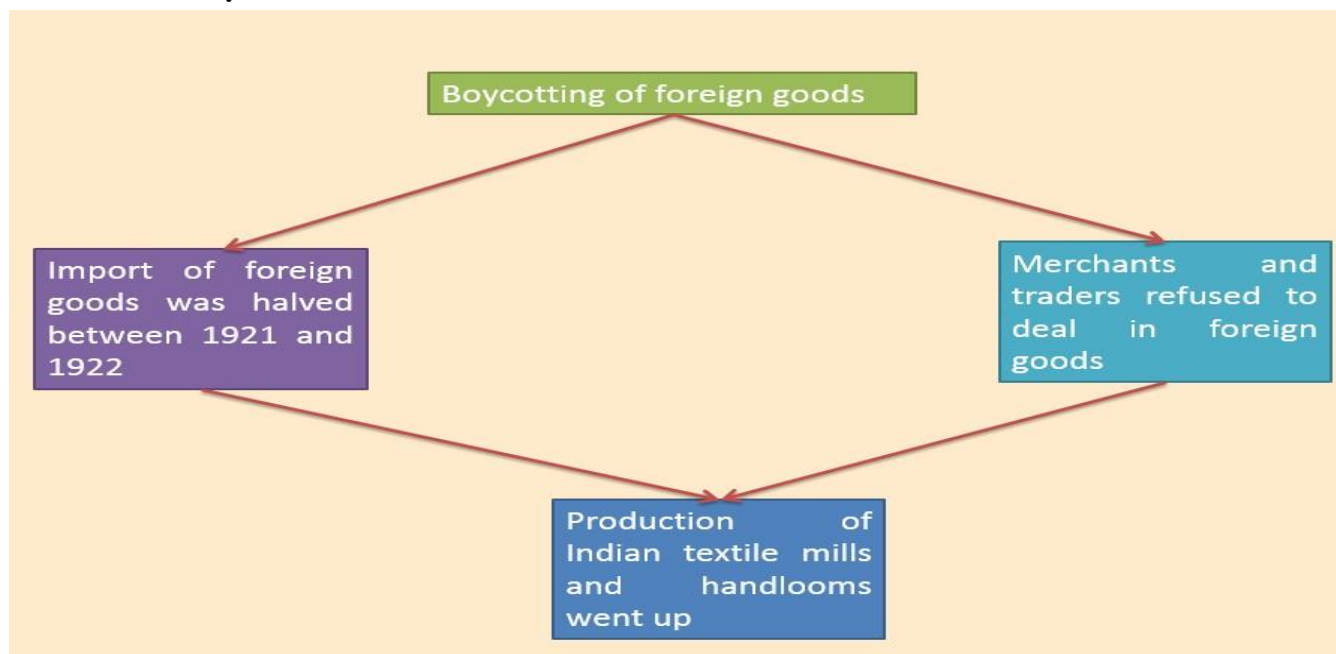 Boycotting of foreign goods
Import of foreign
goods was halved
between 1921 and
1922
Merchants and
traders refused to
deal in foreign
goods
Production of
Indian textile mills
and handlooms
went up